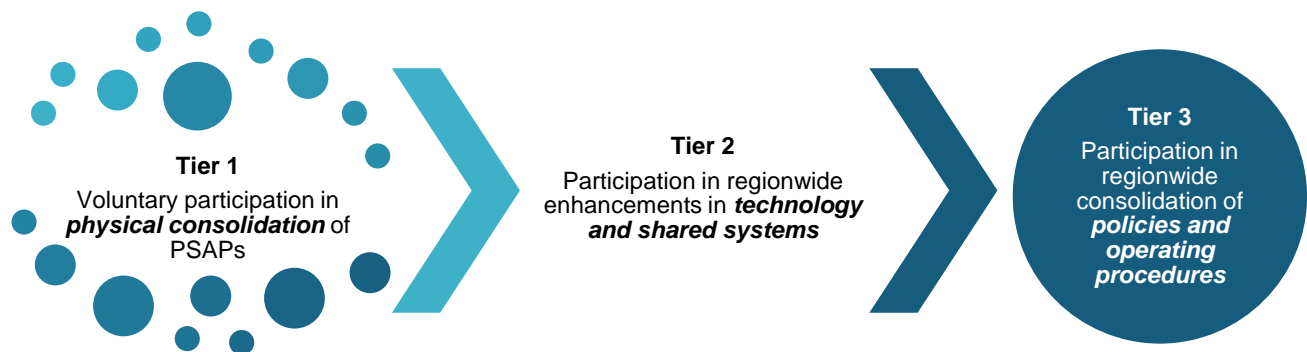 Tier 1
Voluntary participation in
physical consolidation of
PSAPs
Tier 2
Participation in regionwide
enhancements in technology
and shared systems
Tier 3
Participation in
regionwide
consolidation of
policies and
operating
procedures